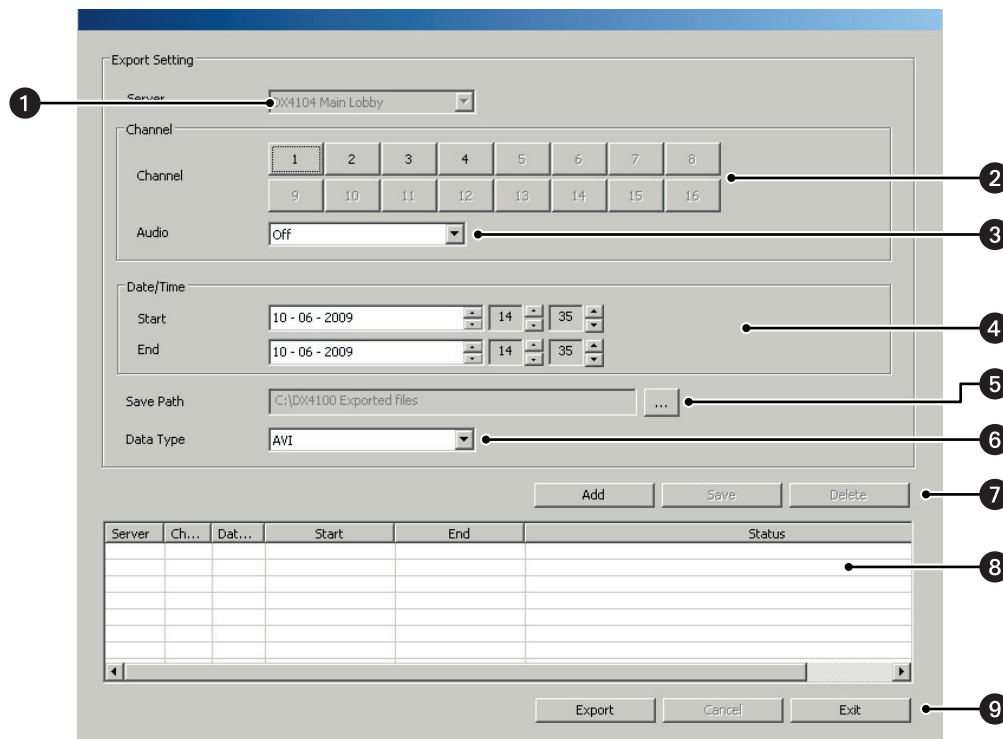 Export Setting
1 Server DX4104 Main Lobby
Channel
Channel 1 2 3 4 5 6 7 8
9 10 11 12 13 14 15 16
2
Audio Off 3
Date/Time
Start 10 - 06 - 2009 14 35
4
End 10 - 06 - 2009 14 35
Save Path C:\DX4100 Exported files ... 5
Data Type AVI 6
Add Save Delete 7
Server Ch... Dat... Start End Status
8
Export Cancel Exit 9